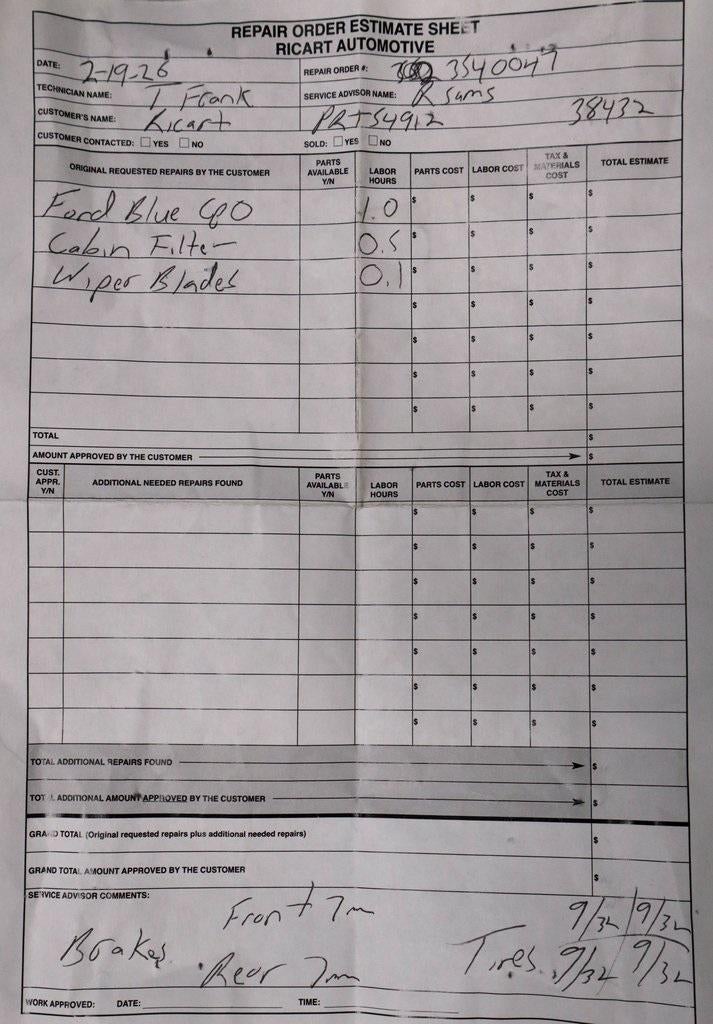 REPAIR ORDER ESTIMATE SHEET
RICART AUTOMOTIVE
DATE: 2-19-26 REPAIR ORDER #: 3540047
TECHNICIAN NAME: T Frank SERVICE ADVISOR NAME: R Sams
CUSTOMER'S NAME: Ricart PRT54912 38432
CUSTOMER CONTACTED: ☐ YES ☐ NO SOLD: ☐ YES ☐ NO
ORIGINAL REQUESTED REPAIRS BY THE CUSTOMER PARTS AVAILABLE Y/N LABOR HOURS PARTS COST LABOR COST TAX & MATERIALS COST TOTAL ESTIMATE
Ford Blue CPO 1.0 $ $ $ $
Cabin Filter 0.5 $ $ $ $
Wiper Blades 0.1 $ $ $ $
$ $ $ $
$ $ $ $
$ $ $ $
$ $ $ $
TOTAL $
AMOUNT APPROVED BY THE CUSTOMER $
CUST. APPR. Y/N ADDITIONAL NEEDED REPAIRS FOUND PARTS AVAILABLE Y/N LABOR HOURS PARTS COST LABOR COST TAX & MATERIALS COST TOTAL ESTIMATE
$ $ $ $
$ $ $ $
$ $ $ $
$ $ $ $
$ $ $ $
$ $ $ $
$ $ $ $
TOTAL ADDITIONAL REPAIRS FOUND $
TOTAL ADDITIONAL AMOUNT APPROVED BY THE CUSTOMER $
GRAND TOTAL (Original requested repairs plus additional needed repairs) $
GRAND TOTAL AMOUNT APPROVED BY THE CUSTOMER $
SERVICE ADVISOR COMMENTS:
Front 7m 9/32 9/32
Brakes Rear 7mm Tires 9/32 9/32
WORK APPROVED: DATE: TIME: